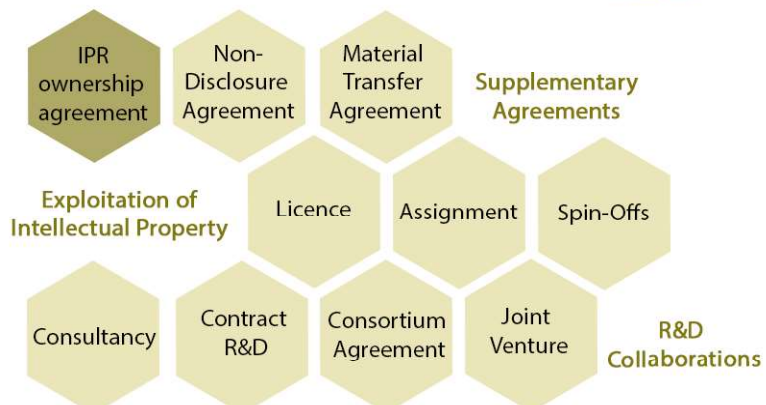 IPR
ownership
agreement
Non-
Disclosure
Agreement
Material
Transfer
Agreement
Supplementary
Agreements
Exploitation of
Intellectual Property
Licence
Assignment
Spin-Offs
Consultancy
Contract
R&D
Consortium
Agreement
Joint
Venture
R&D
Collaborations